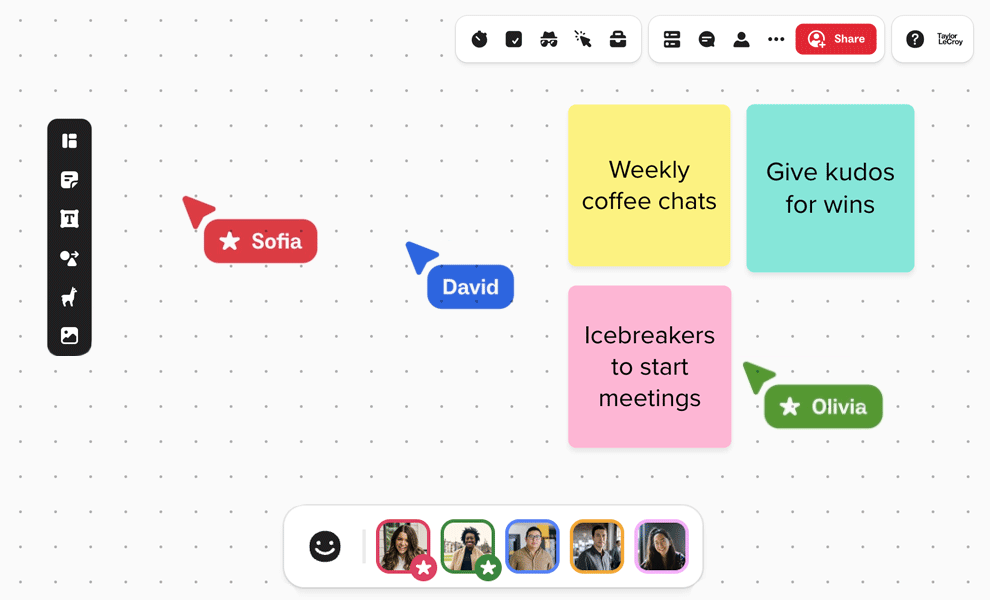 Share
Taylor
LeCroy
Weekly
coffee chats
Give kudos
for wins
Sofia
David
Icebreakers
to start
meetings
Olivia